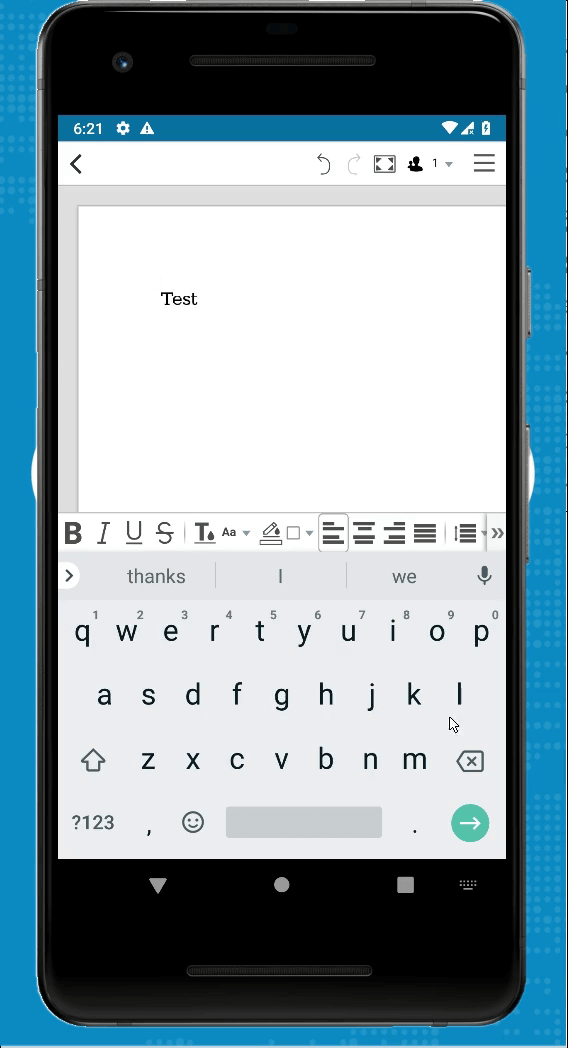 6:21
1
Test
B I U S T Aa
thanks I we
1 2 3 4 5 6 7 8 9 0
q w e r t y u i o p
a s d f g h j k l
z x c v b n m
?123 , .